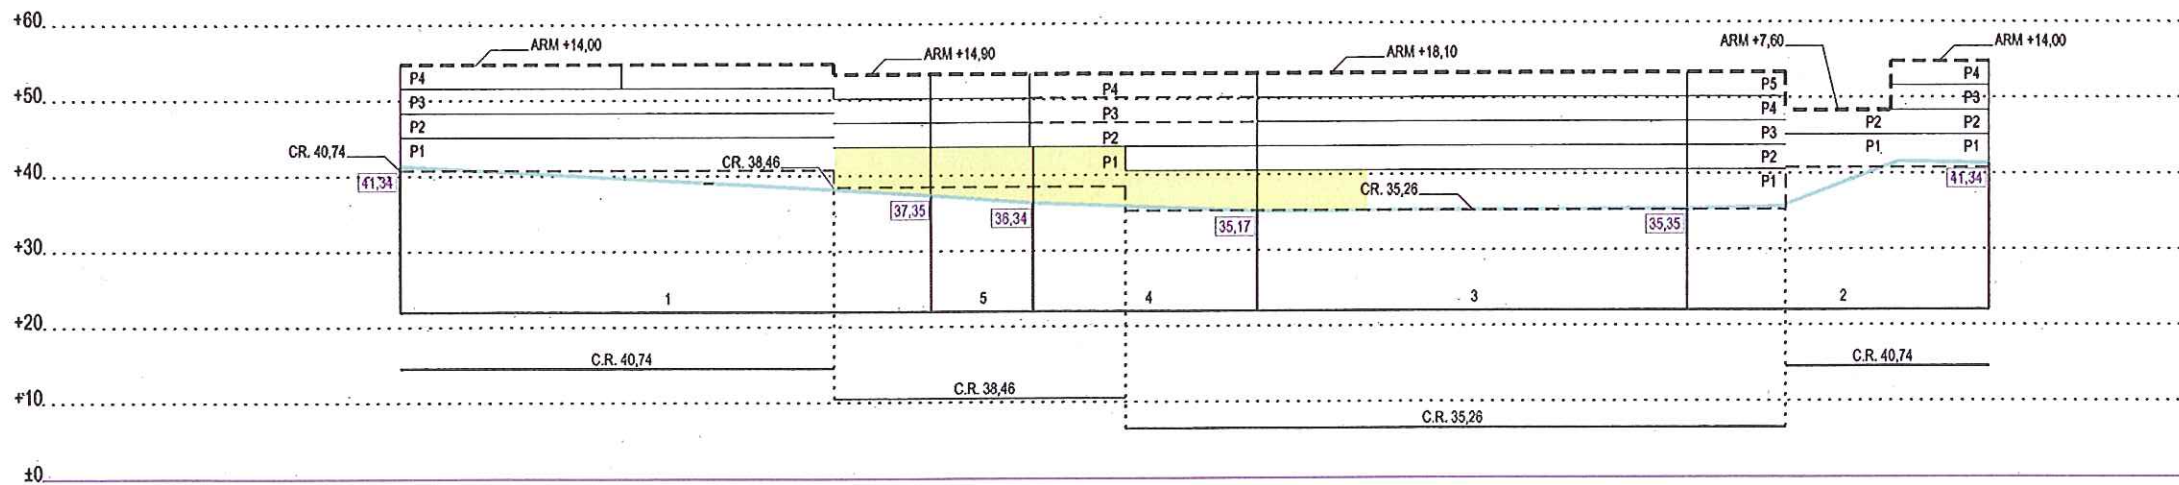 +60
ARM +14,00
ARM +14,90
ARM +18,10
ARM +7,60
ARM +14,00
P4
P4
P5
P4
+50
P3
P3
P4
P3
P2
P2
P3
P2
P2
CR. 40,74
P1
CR. 38,46
P1
P2
P1
P1
+40
41,34
CR. 35,26
P1
41,34
37,35
36,34
35,17
35,35
+30
1
5
4
3
2
+20
C.R. 40,74
C.R. 40,74
C.R. 38,46
+10
C.R. 35,26
±0